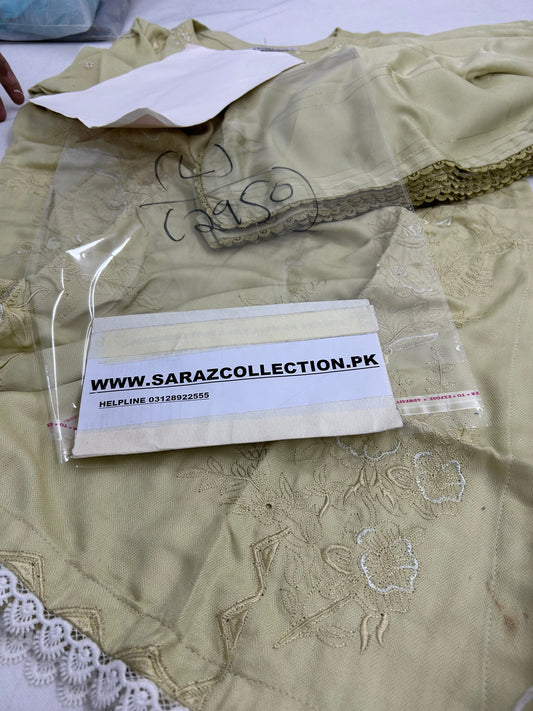 (L)
(2950)
WWW.SARAZCOLLECTION.PK
HELPLINE 03128922555